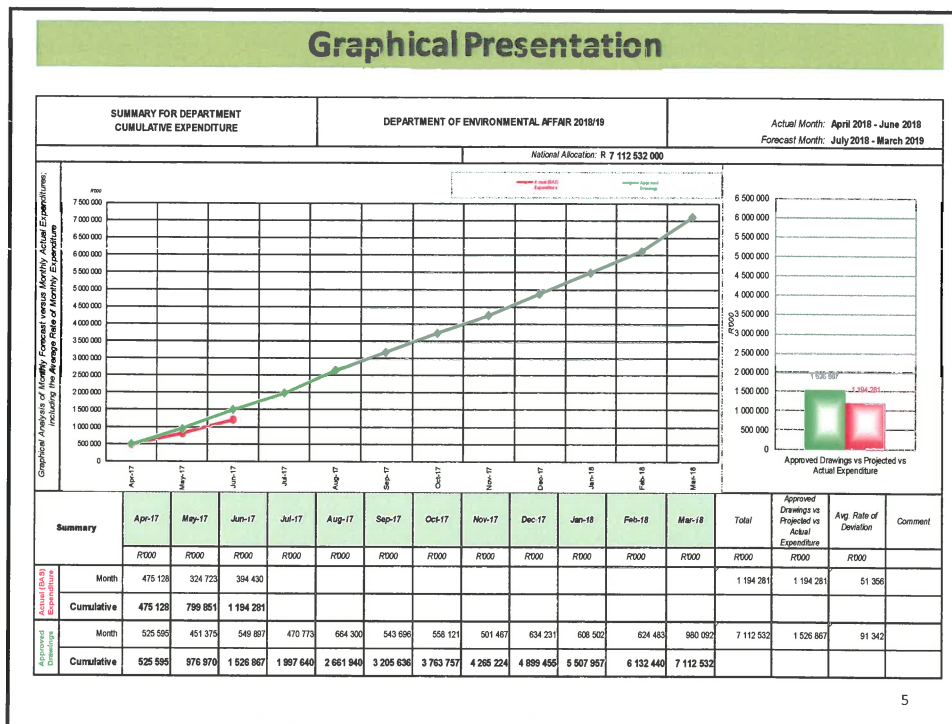 Graphical Presentation
SUMMARY FOR DEPARTMENT
CUMULATIVE EXPENDITURE
DEPARTMENT OF ENVIRONMENTAL AFFAIR 2018/19
Actual Month: April 2018 - June 2018
Forecast Month: July 2018 - March 2019
National Allocation: R 7 112 532 000
Graphical Analysis of Monthly Forecast versus Monthly Actual Expenditures;
including the Average Rate of Monthly Expenditure
R'000
(BAS)
Expenditure
Drawings
7 500 000
7 000 000
6 500 000
6 000 000
5 500 000
5 000 000
4 500 000
4 000 000
3 500 000
3 000 000
2 500 000
2 000 000
1 500 000
1 000 000
500 000
0
Apr-17 May-17 Jun-17 Jul-17 Aug-17 Sep-17 Oct-17 Nov-17 Dec-17 Jan-18 Feb-18 Mar-18
R'000
6 500 000
6 000 000
5 500 000
5 000 000
4 500 000
4 000 000
3 500 000
3 000 000
2 500 000
2 000 000
1 500 000
1 000 000
500 000
0
1 194 281
Approved Drawings vs Projected vs
Actual Expenditure
Summary Apr-17 May-17 Jun-17 Jul-17 Aug-17 Sep-17 Oct-17 Nov-17 Dec-17 Jan-18 Feb-18 Mar-18 Total Approved Drawings vs Projected vs Actual Expenditure Avg. Rate of Deviation Comment
R'000 R'000 R'000 R'000 R'000 R'000 R'000 R'000 R'000 R'000 R'000 R'000 R'000 R'000 R'000
Actual (BAS)
Expenditure
Month 475 128 324 723 394 430 1 194 281 1 194 281 51 356
Cumulative 475 128 799 851 1 194 281
Approved
Drawings
Month 525 595 451 375 549 897 470 773 664 300 543 696 558 121 501 467 634 231 608 502 624 483 980 092 7 112 532 1 526 867 91 342
Cumulative 525 595 976 970 1 526 867 1 997 640 2 661 940 3 205 636 3 763 757 4 265 224 4 899 455 5 507 957 6 132 440 7 112 532
5